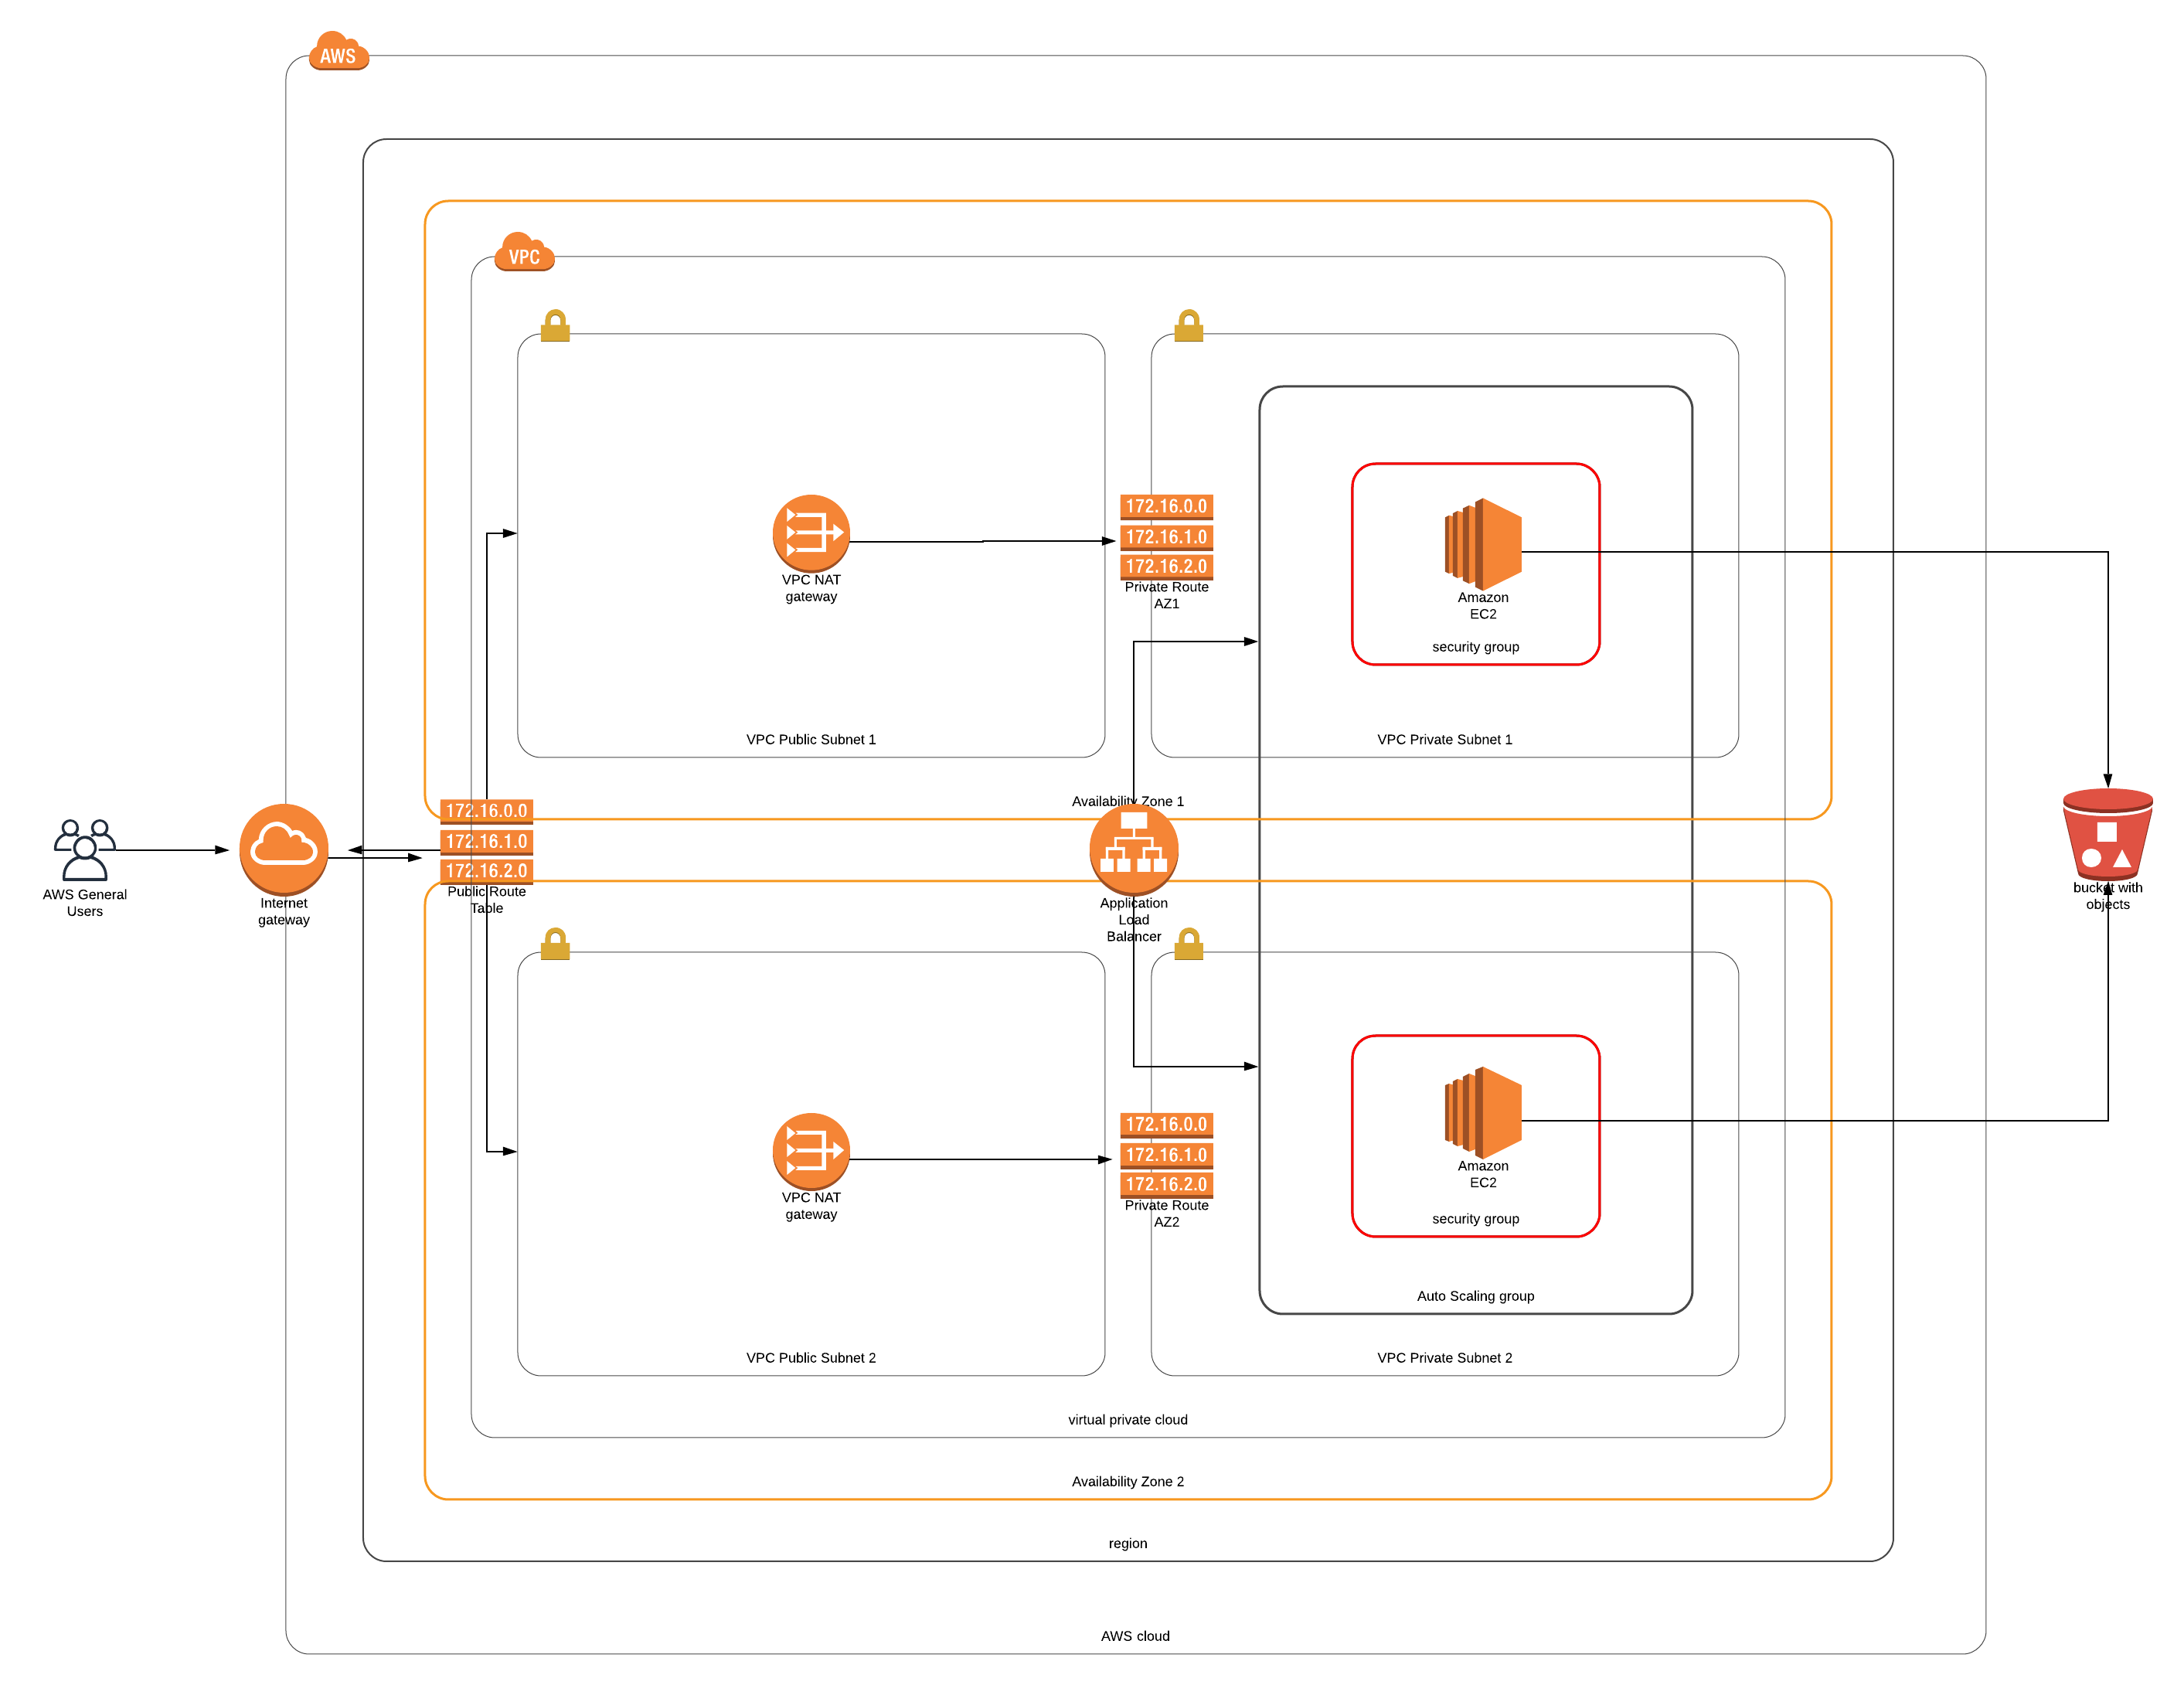 AWS
VPC
172.16.0.0
172.16.1.0
172.16.2.0
Private Route
AZ1
VPC NAT
gateway
Amazon
EC2
security group
VPC Public Subnet 1
VPC Private Subnet 1
Availability Zone 1
172.16.0.0
172.16.1.0
172.16.2.0
Public Route
Table
AWS General
Users
Internet
gateway
Application
Load
Balancer
bucket with
objects
172.16.0.0
172.16.1.0
172.16.2.0
Private Route
AZ2
VPC NAT
gateway
Amazon
EC2
security group
Auto Scaling group
VPC Public Subnet 2
VPC Private Subnet 2
virtual private cloud
Availability Zone 2
region
AWS cloud